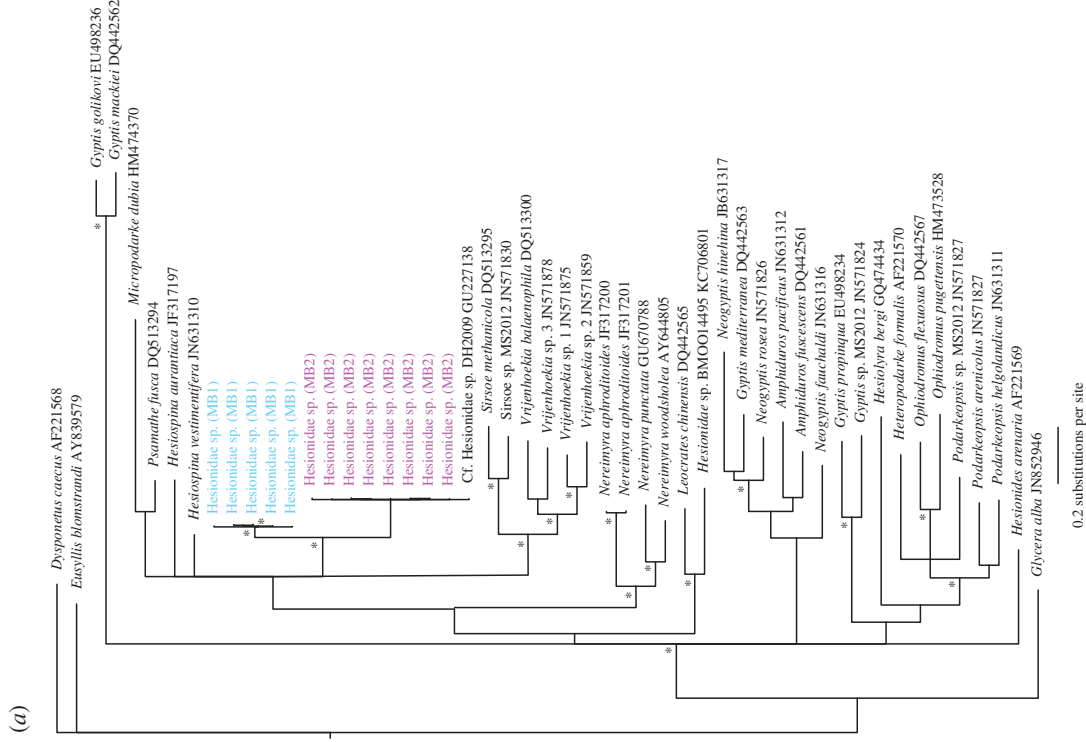 (a)
Dysponetus caecus AF221568
Eusyllis blomstrandi AY839579
Gyptis golikovi EU498236
Gyptis mackiei DQ442562
Micropodarke dubia HM474370
Psamathe fusca DQ513294
Hesiospina aurantiaca JF317197
Hesiospina vestimentifera JN631310
Hesionidae sp. (MB1)
Hesionidae sp. (MB1)
Hesionidae sp. (MB1)
Hesionidae sp. (MB1)
Hesionidae sp. (MB1)
Hesionidae sp. (MB2)
Hesionidae sp. (MB2)
Hesionidae sp. (MB2)
Hesionidae sp. (MB2)
Hesionidae sp. (MB2)
Hesionidae sp. (MB2)
Hesionidae sp. (MB2)
Hesionidae sp. (MB2)
Cf. Hesionidae sp. DH2009 GU227138
Sirsoe methanicola DQ513295
Sirsoe sp. MS2012 JN571830
Vrijenhoekia balaenophila DQ513300
Vrijenhoekia sp. 3 JN571878
Vrijenhoekia sp. 1 JN571875
Vrijenhoekia sp. 2 JN571859
Nereimyra aphroditoides JF317200
Nereimyra aphroditoides JF317201
Nereimyra punctata GU670788
Nereimyra woodsholea AY644805
Leocrates chinensis DQ442565
Hesionidae sp. BMOO14495 KC706801
Neogyptis hinehina JB631317
Gyptis mediterranea DQ442563
Neogyptis rosea JN571826
Amphiduros pacificus JN631312
Amphiduros fuscescens DQ442561
Neogyptis fauchaldi JN631316
Gyptis propinqua EU498234
Gyptis sp. MS2012 JN571824
Hesiolyra bergi GQ474434
Heteropodarke formalis AF221570
Ophiodromus flexuosus DQ442567
Ophiodromus pugettensis HM473528
Podarkeopsis sp. MS2012 JN571827
Podarkeopsis arenicolus JN571827
Podarkeopsis helgolandicus JN631311
Hesionides arenaria AF221569
Glycera alba JN852946
0.2 substitutions per site